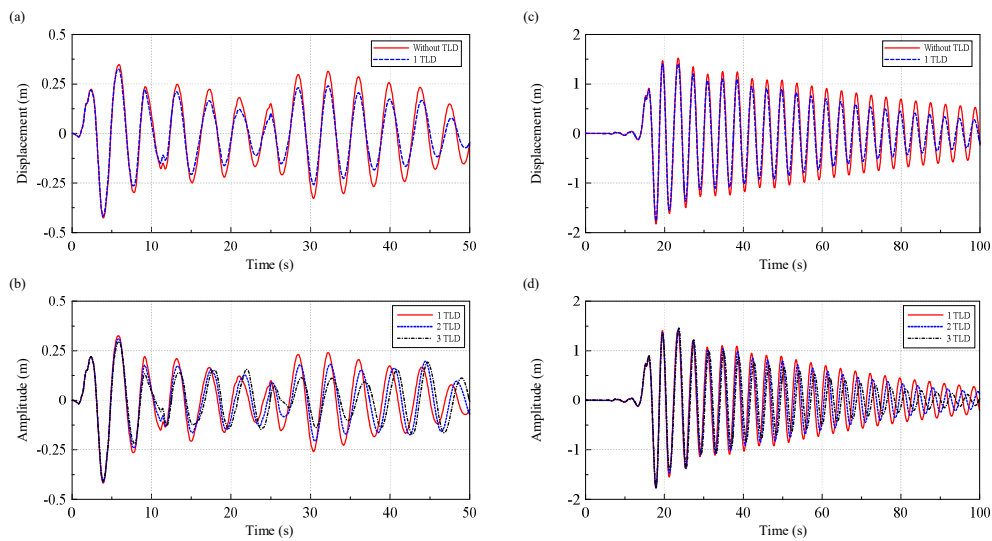 (a)
0.5
0.25
0
-0.25
-0.5
Displacement (m)
Without TLD
1 TLD
0 10 20 30 40 50
Time (s)
(c)
2
1
0
-1
-2
Displacement (m)
Without TLD
1 TLD
0 20 40 60 80 100
Time (s)
(b)
0.5
0.25
0
-0.25
-0.5
Amplitude (m)
1 TLD
2 TLD
3 TLD
0 10 20 30 40 50
Time (s)
(d)
2
1
0
-1
-2
Amplitude (m)
1 TLD
2 TLD
3 TLD
0 20 40 60 80 100
Time (s)